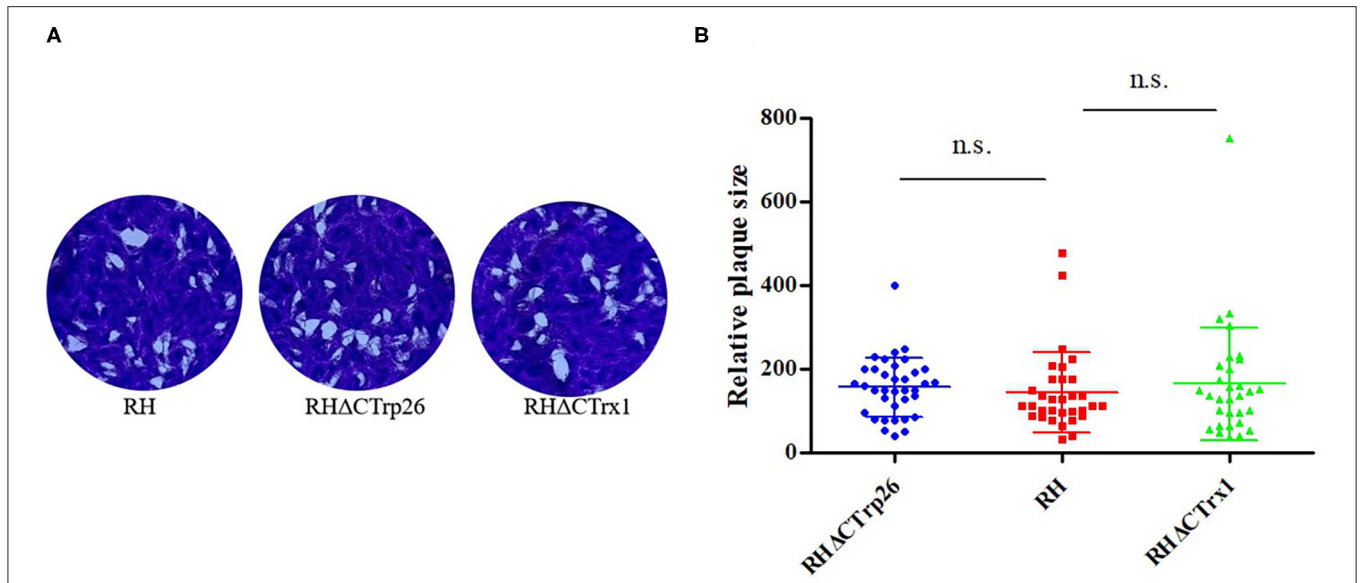 A
RH
RHΔCTrp26
RHΔCTrx1
B
n.s.
n.s.
800
600
400
200
0
Relative plaque size
RHΔCTrp26
RH
RHΔCTrx1